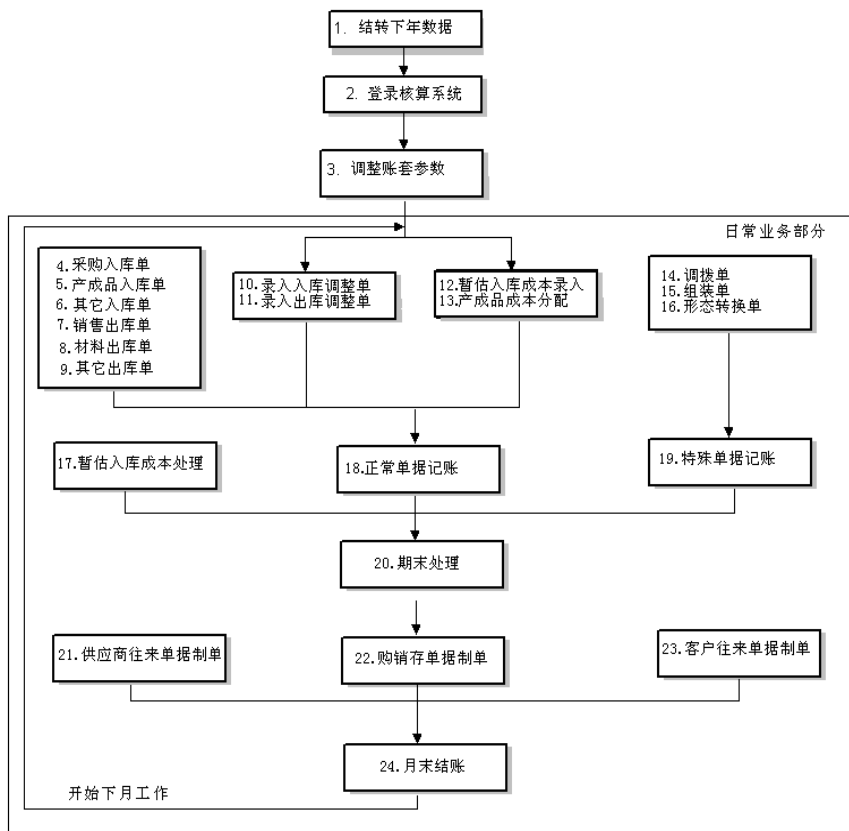 1. 结转下年数据
2. 登录核算系统
3. 调整账套参数
日常业务部分
4.采购入库单
5.产成品入库单
6.其它入库单
7.销售出库单
8.材料出库单
9.其它出库单
10.录入入库调整单
11.录入出库调整单
12.暂估入库成本录入
13.产成品成本分配
14.调拨单
15.组装单
16.形态转换单
17.暂估入库成本处理
18.正常单据记账
19.特殊单据记账
20.期末处理
21.供应商往来单据制单
22.购销存单据制单
23.客户往来单据制单
24.月末结账
开始下月工作